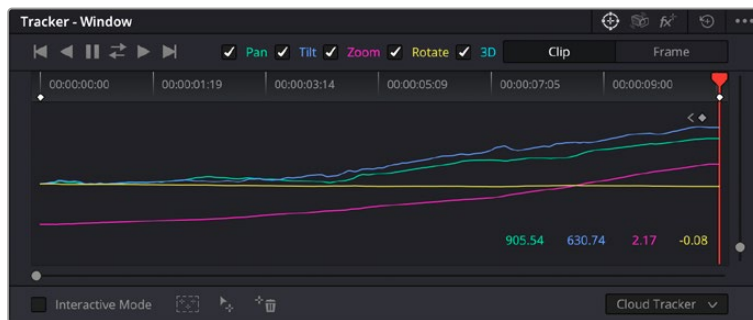 Tracker - Window
Pan Tilt Zoom Rotate 3D Clip Frame
00:00:00:00 00:00:01:19 00:00:03:14 00:00:05:09 00:00:07:05 00:00:09:00
905.54 630.74 2.17 -0.08
Interactive Mode Cloud Tracker